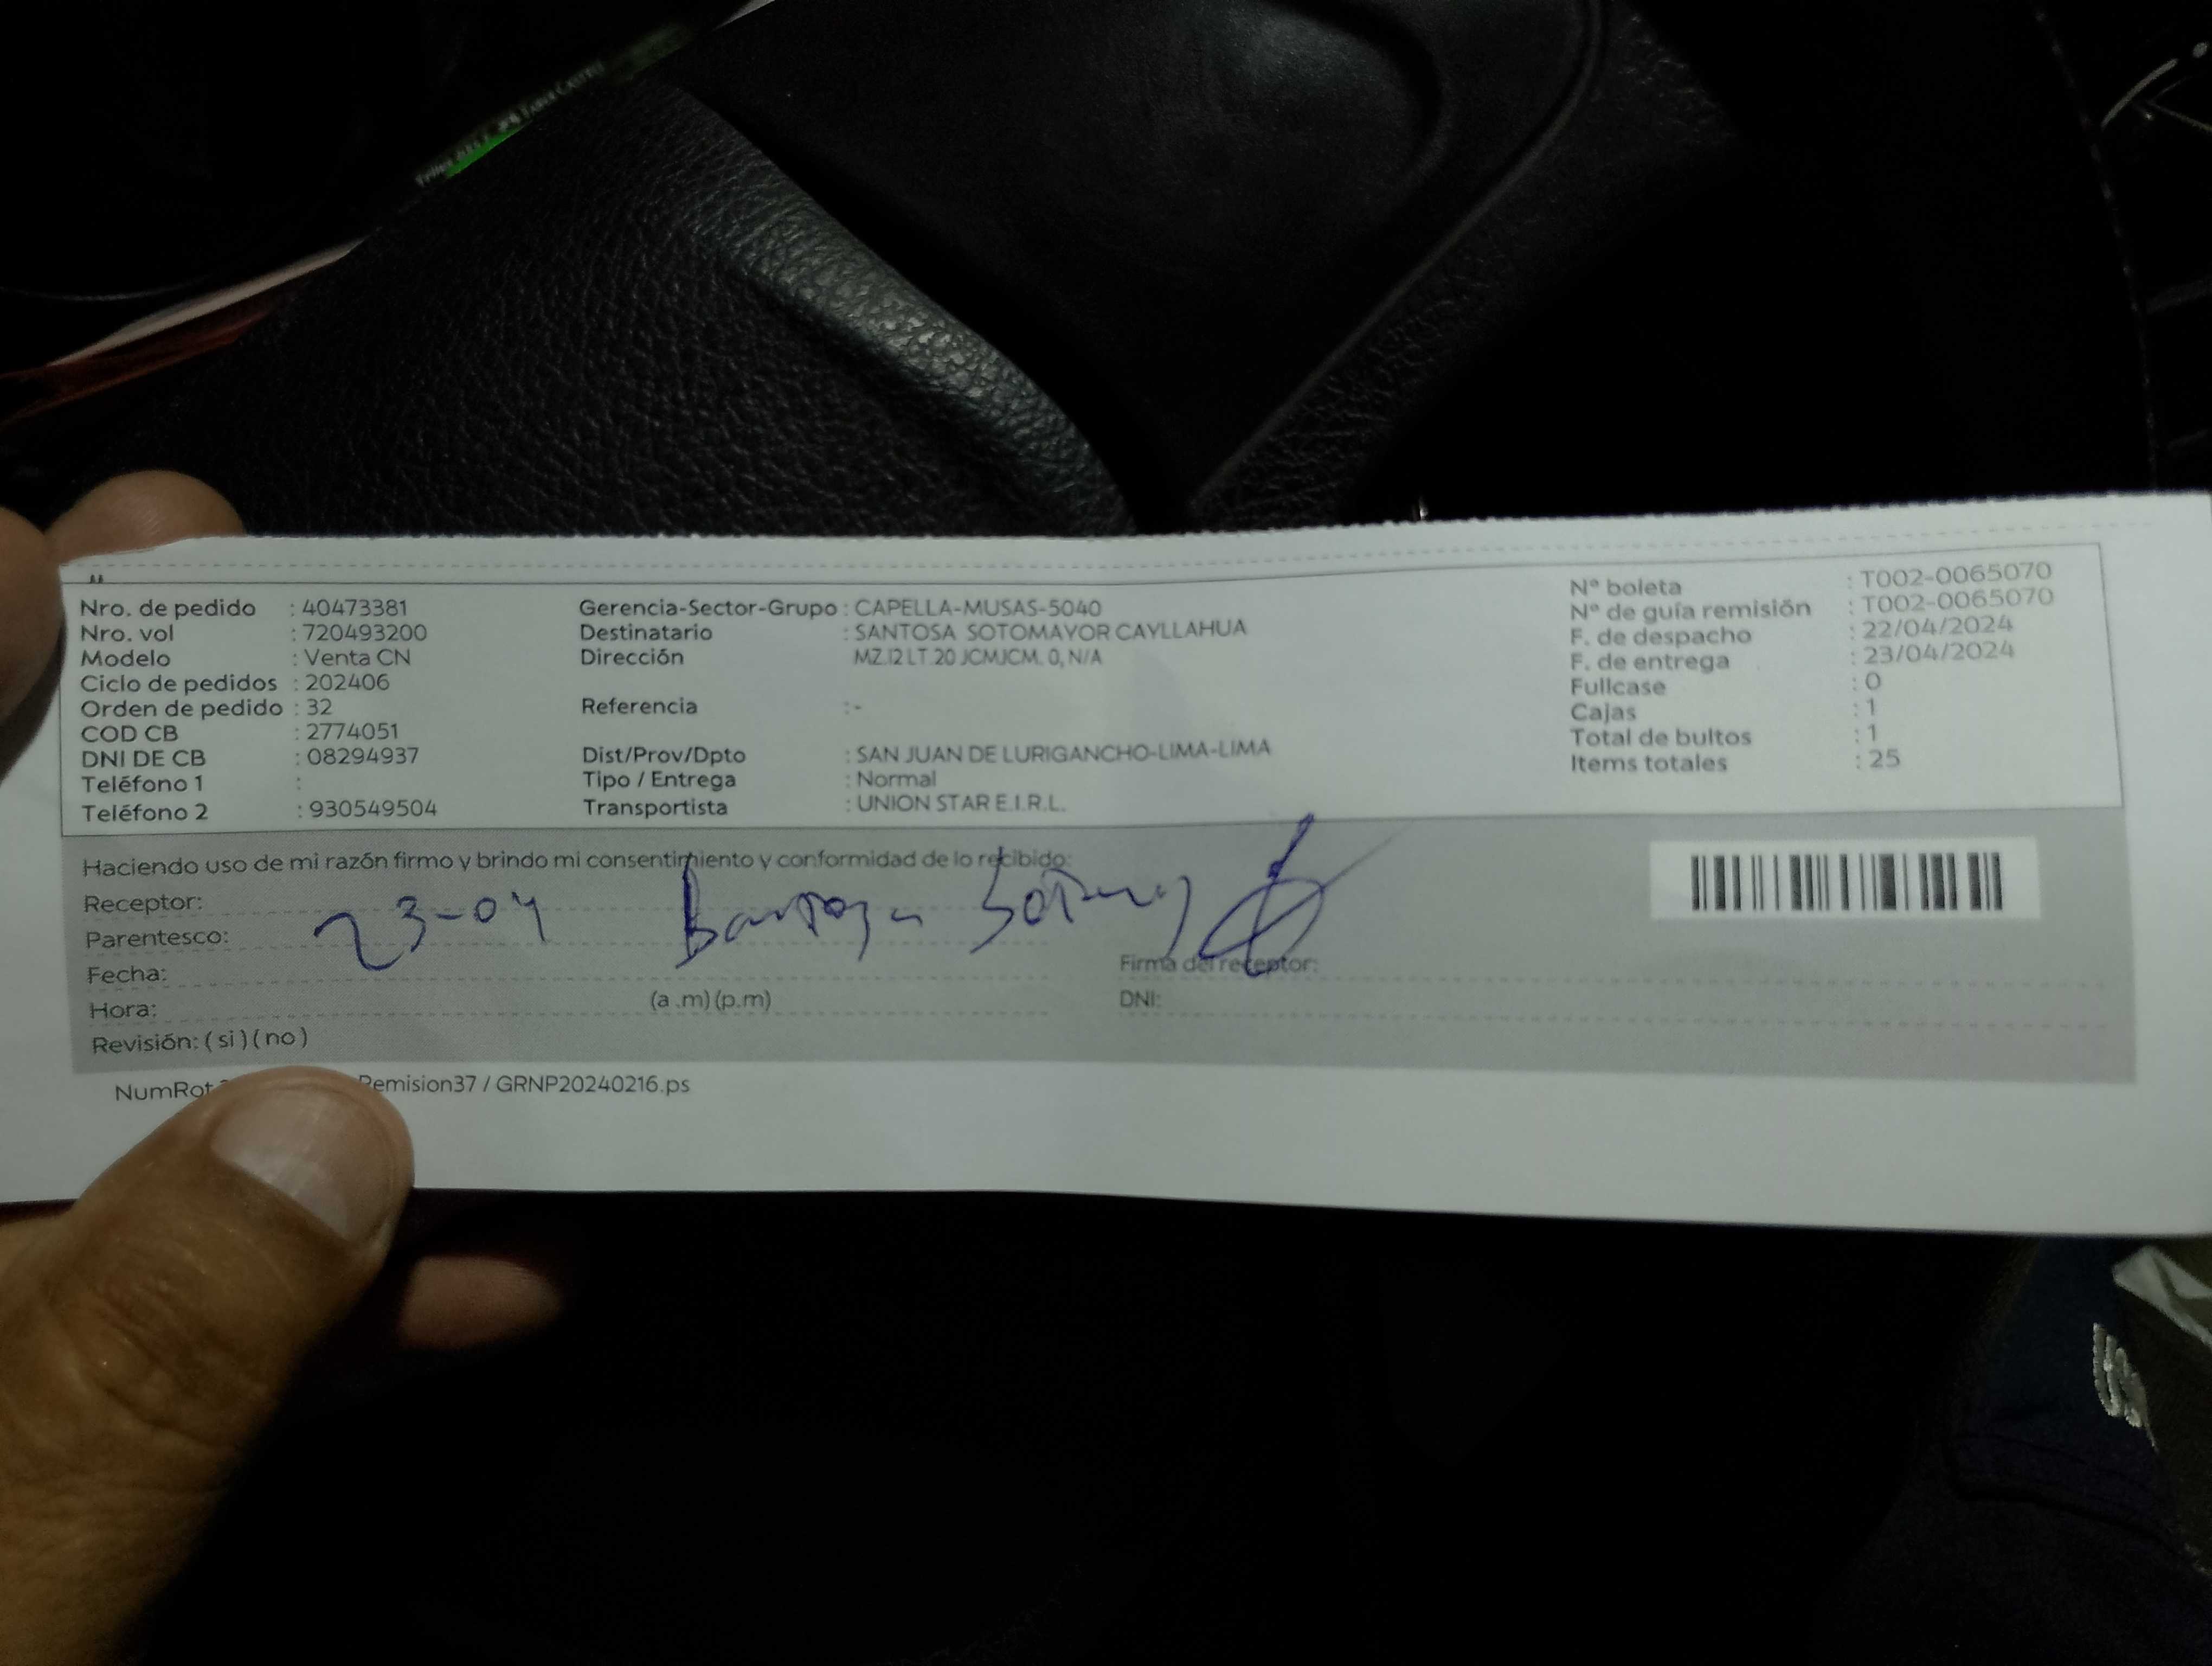 Nro. de pedido : 40473381
Nro. vol : 720493200
Modelo : Venta CN
Ciclo de pedidos : 202406
Orden de pedido : 32
COD CB : 2774051
DNI DE CB : 08294937
Teléfono 1 :
Teléfono 2 : 930549504
Gerencia-Sector-Grupo : CAPELLA-MUSAS-5040
Destinatario : SANTOSA SOTOMAYOR CAYLLAHUA
Dirección MZ.I2 LT.20 JCMJCM. 0, N/A
Referencia :-
Dist/Prov/Dpto : SAN JUAN DE LURIGANCHO-LIMA-LIMA
Tipo / Entrega : Normal
Transportista : UNION STAR E.I.R.L.
N° boleta : T002-0065070
N° de guía remisión : T002-0065070
F. de despacho : 22/04/2024
F. de entrega : 23/04/2024
Fullcase : 0
Cajas : 1
Total de bultos : 1
Items totales : 25
Haciendo uso de mi razón firmo y brindo mi consentimiento y conformidad de lo recibido:
Receptor:
23-04
Parentesco:
Fecha:
Firma del receptor:
Hora: (a .m) (p.m)
DNI:
Revisión: ( si ) ( no )
NumRot Remision37 / GRNP20240216.ps